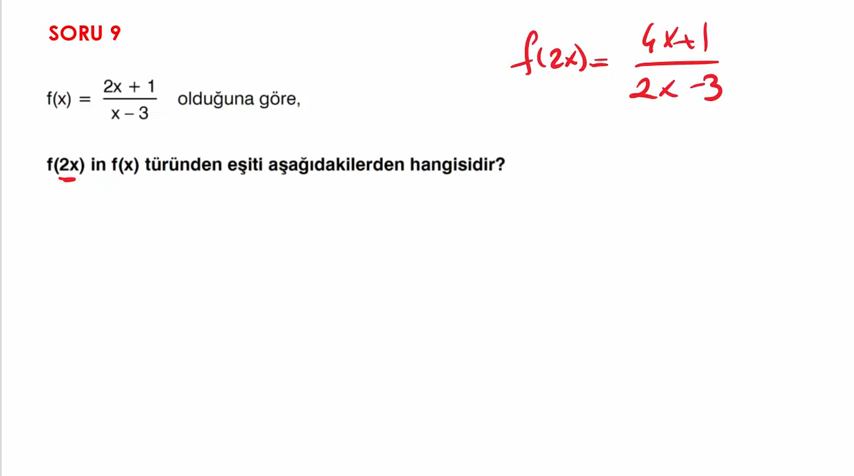 SORU 9
f(x) = (2x + 1)/(x – 3) olduğuna göre,
f(2x) = (4x+1)/(2x-3)
f(2x) in f(x) türünden eşiti aşağıdakilerden hangisidir?